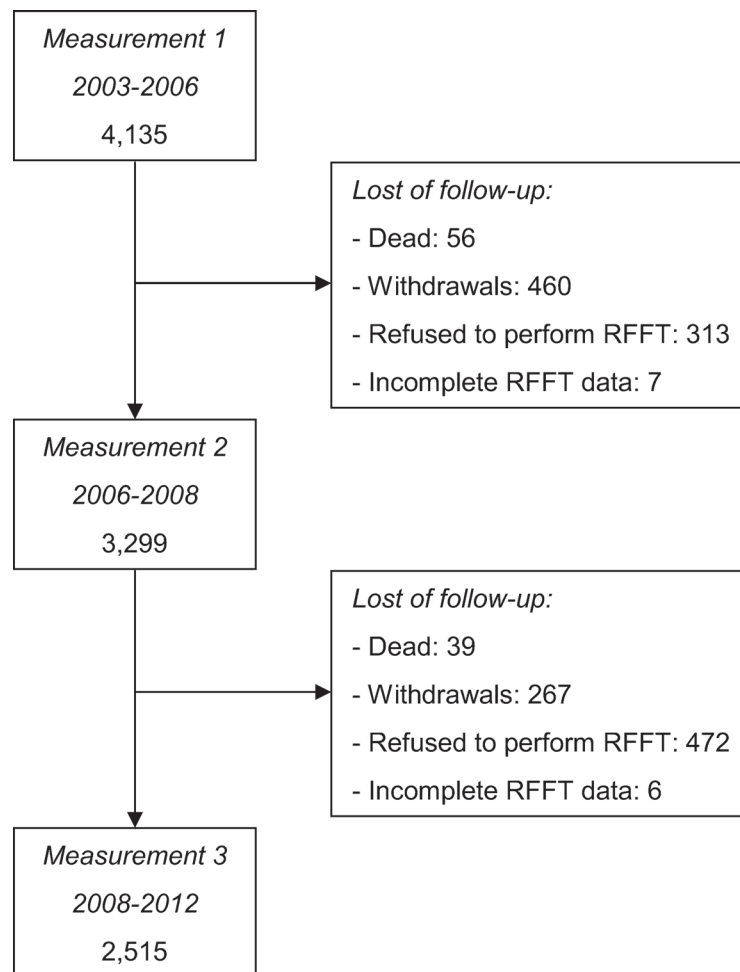 Measurement 1
2003-2006
4,135
Lost of follow-up:
- Dead: 56
- Withdrawals: 460
- Refused to perform RFFT: 313
- Incomplete RFFT data: 7
Measurement 2
2006-2008
3,299
Lost of follow-up:
- Dead: 39
- Withdrawals: 267
- Refused to perform RFFT: 472
- Incomplete RFFT data: 6
Measurement 3
2008-2012
2,515